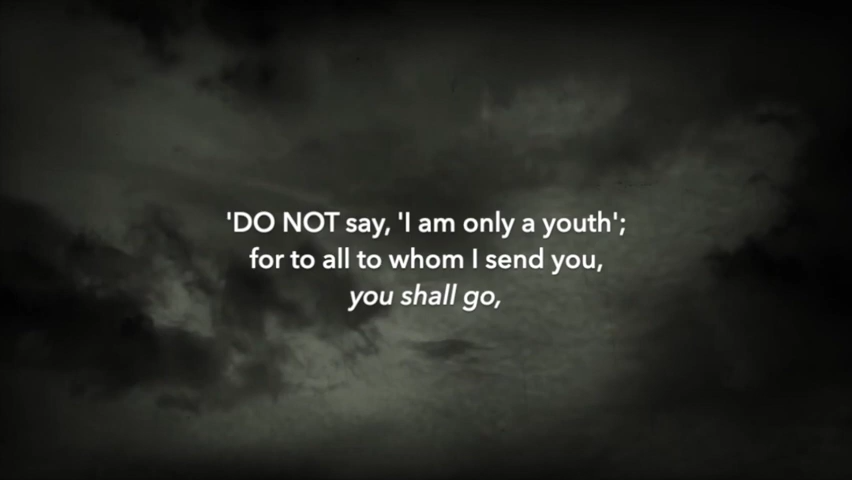 'DO NOT say, 'I am only a youth';
for to all to whom I send you,
you shall go,